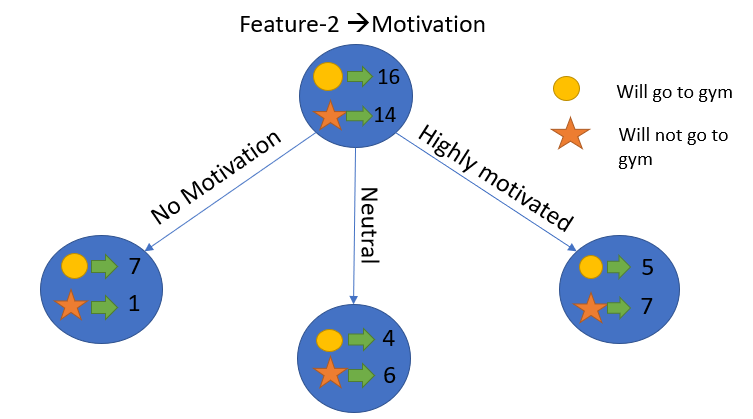 Feature-2 →Motivation
16
14
Will go to gym
Will not go to
gym
No Motivation
Neutral
Highly motivated
7
1
4
6
5
7